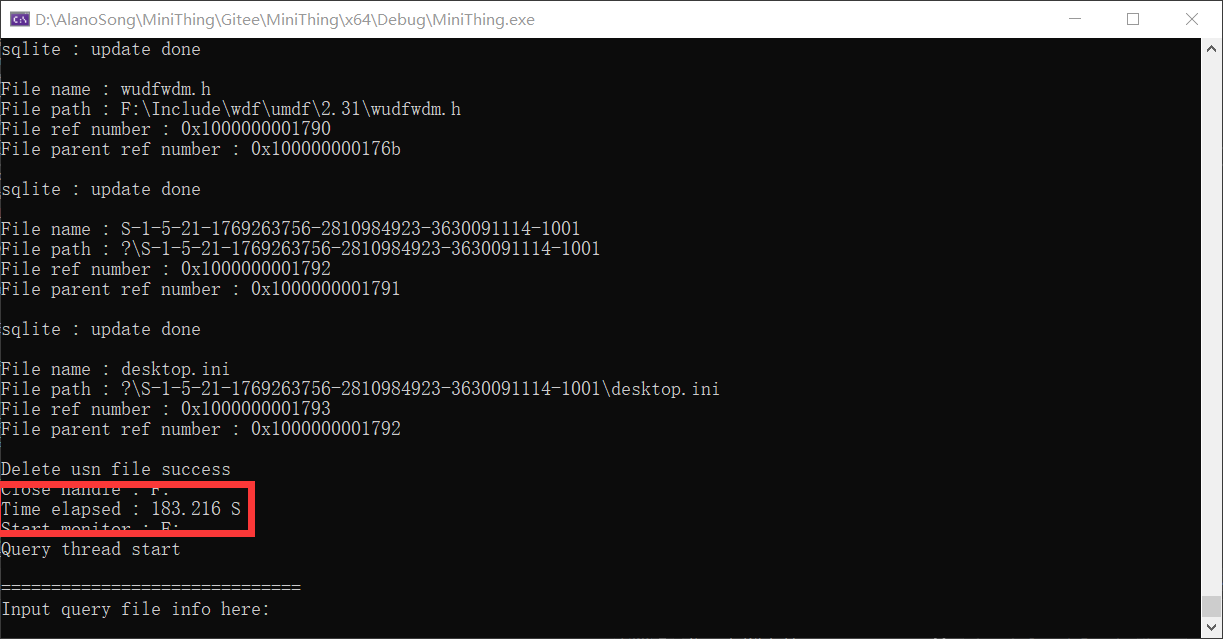 D:\AlanoSong\MiniThing\Gitee\MiniThing\x64\Debug\MiniThing.exe
sqlite : update done
File name : wudfwdm.h
File path : F:\Include\wdf\umdf\2.31\wudfwdm.h
File ref number : 0x1000000001790
File parent ref number : 0x100000000176b
sqlite : update done
File name : S-1-5-21-1769263756-2810984923-3630091114-1001
File path : ?\S-1-5-21-1769263756-2810984923-3630091114-1001
File ref number : 0x1000000001792
File parent ref number : 0x1000000001791
sqlite : update done
File name : desktop.ini
File path : ?\S-1-5-21-1769263756-2810984923-3630091114-1001\desktop.ini
File ref number : 0x1000000001793
File parent ref number : 0x1000000001792
Delete usn file success
Close handle : F:
Time elapsed : 183.216 S
Start monitor : F:
Query thread start
==============================
Input query file info here: